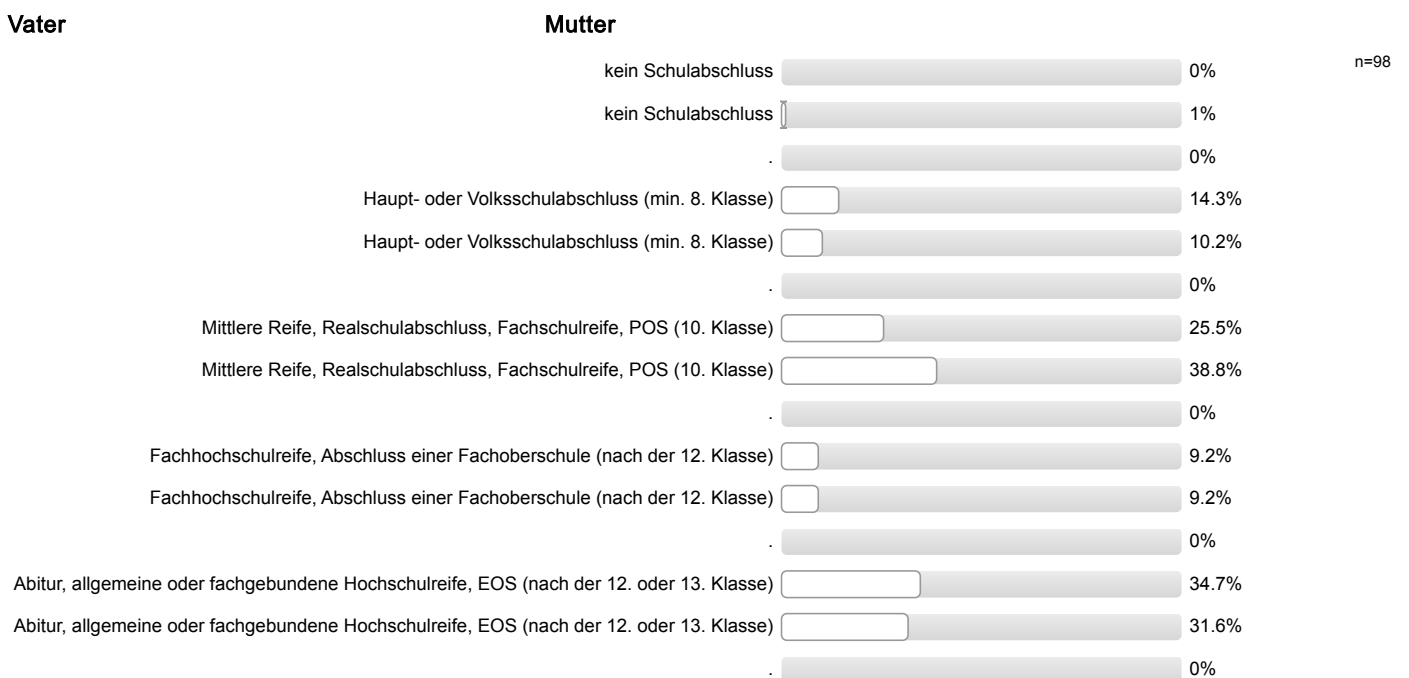 Vater Mutter
n=98
kein Schulabschluss 0%
kein Schulabschluss 1%
. 0%
Haupt- oder Volksschulabschluss (min. 8. Klasse) 14.3%
Haupt- oder Volksschulabschluss (min. 8. Klasse) 10.2%
. 0%
Mittlere Reife, Realschulabschluss, Fachschulreife, POS (10. Klasse) 25.5%
Mittlere Reife, Realschulabschluss, Fachschulreife, POS (10. Klasse) 38.8%
. 0%
Fachhochschulreife, Abschluss einer Fachoberschule (nach der 12. Klasse) 9.2%
Fachhochschulreife, Abschluss einer Fachoberschule (nach der 12. Klasse) 9.2%
. 0%
Abitur, allgemeine oder fachgebundene Hochschulreife, EOS (nach der 12. oder 13. Klasse) 34.7%
Abitur, allgemeine oder fachgebundene Hochschulreife, EOS (nach der 12. oder 13. Klasse) 31.6%
. 0%